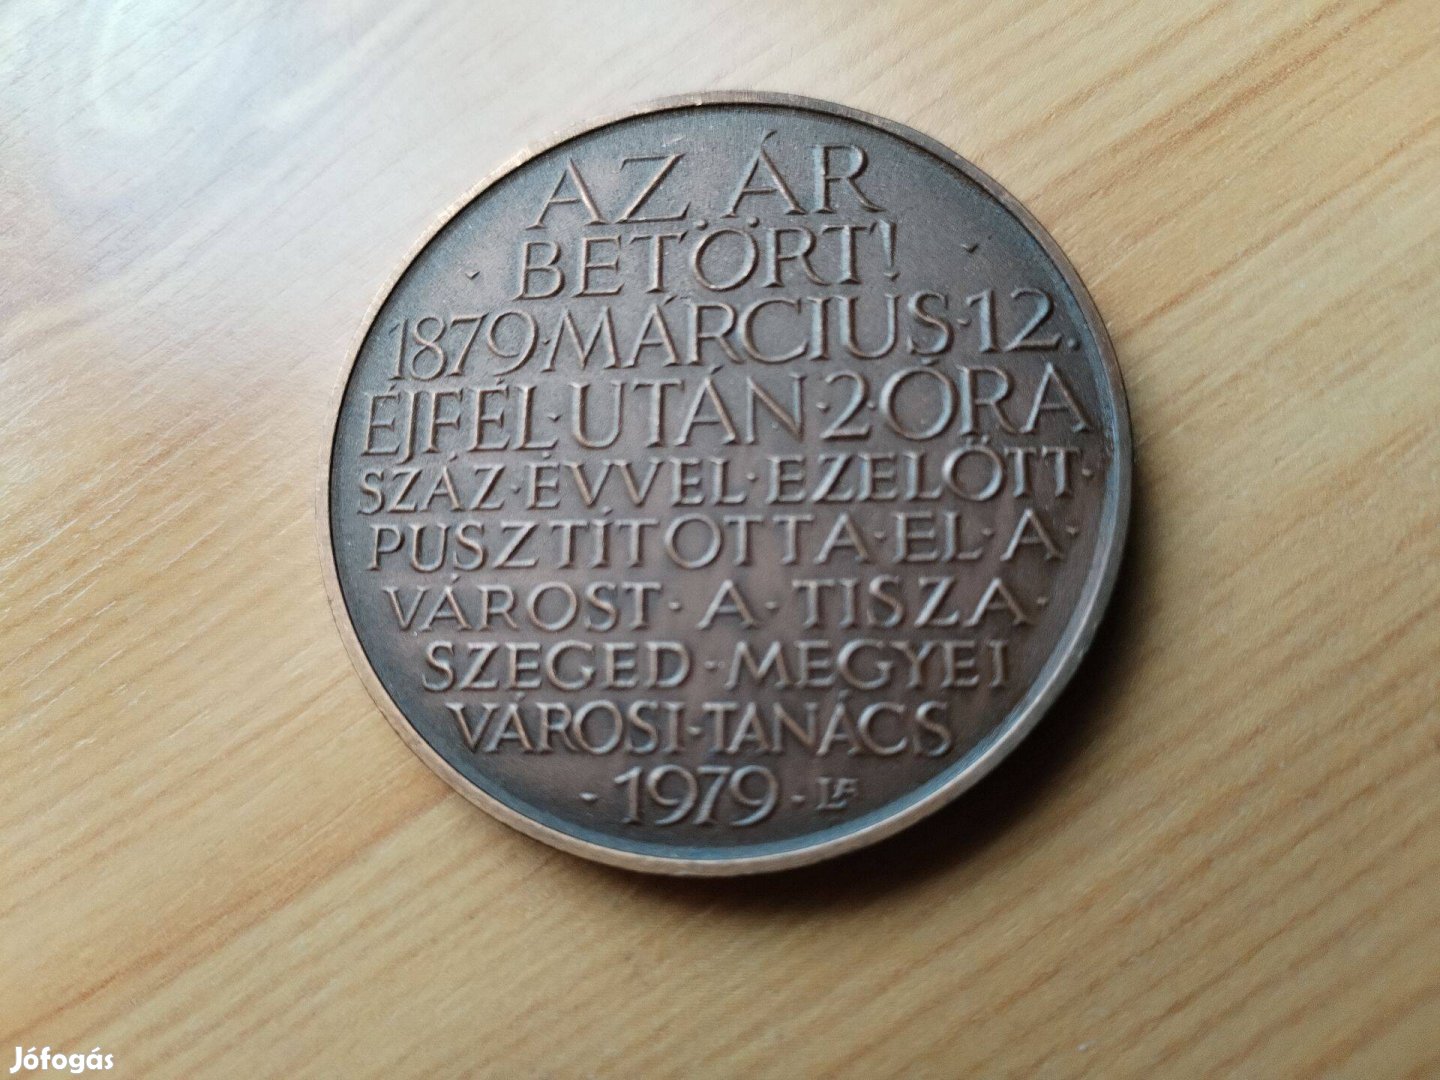 AZ ÁR
BETÖRT!
1879·MÁRCIUS·12.
ÉJFÉL·UTÁN·2·ÓRA
SZÁZ·ÉVVEL·EZELŐTT·
PUSZTÍTOTTA·EL·A·
VÁROST·A·TISZA·
SZEGED·MEGYEI
VÁROSI·TANÁCS
·1979· LF
Jófogás